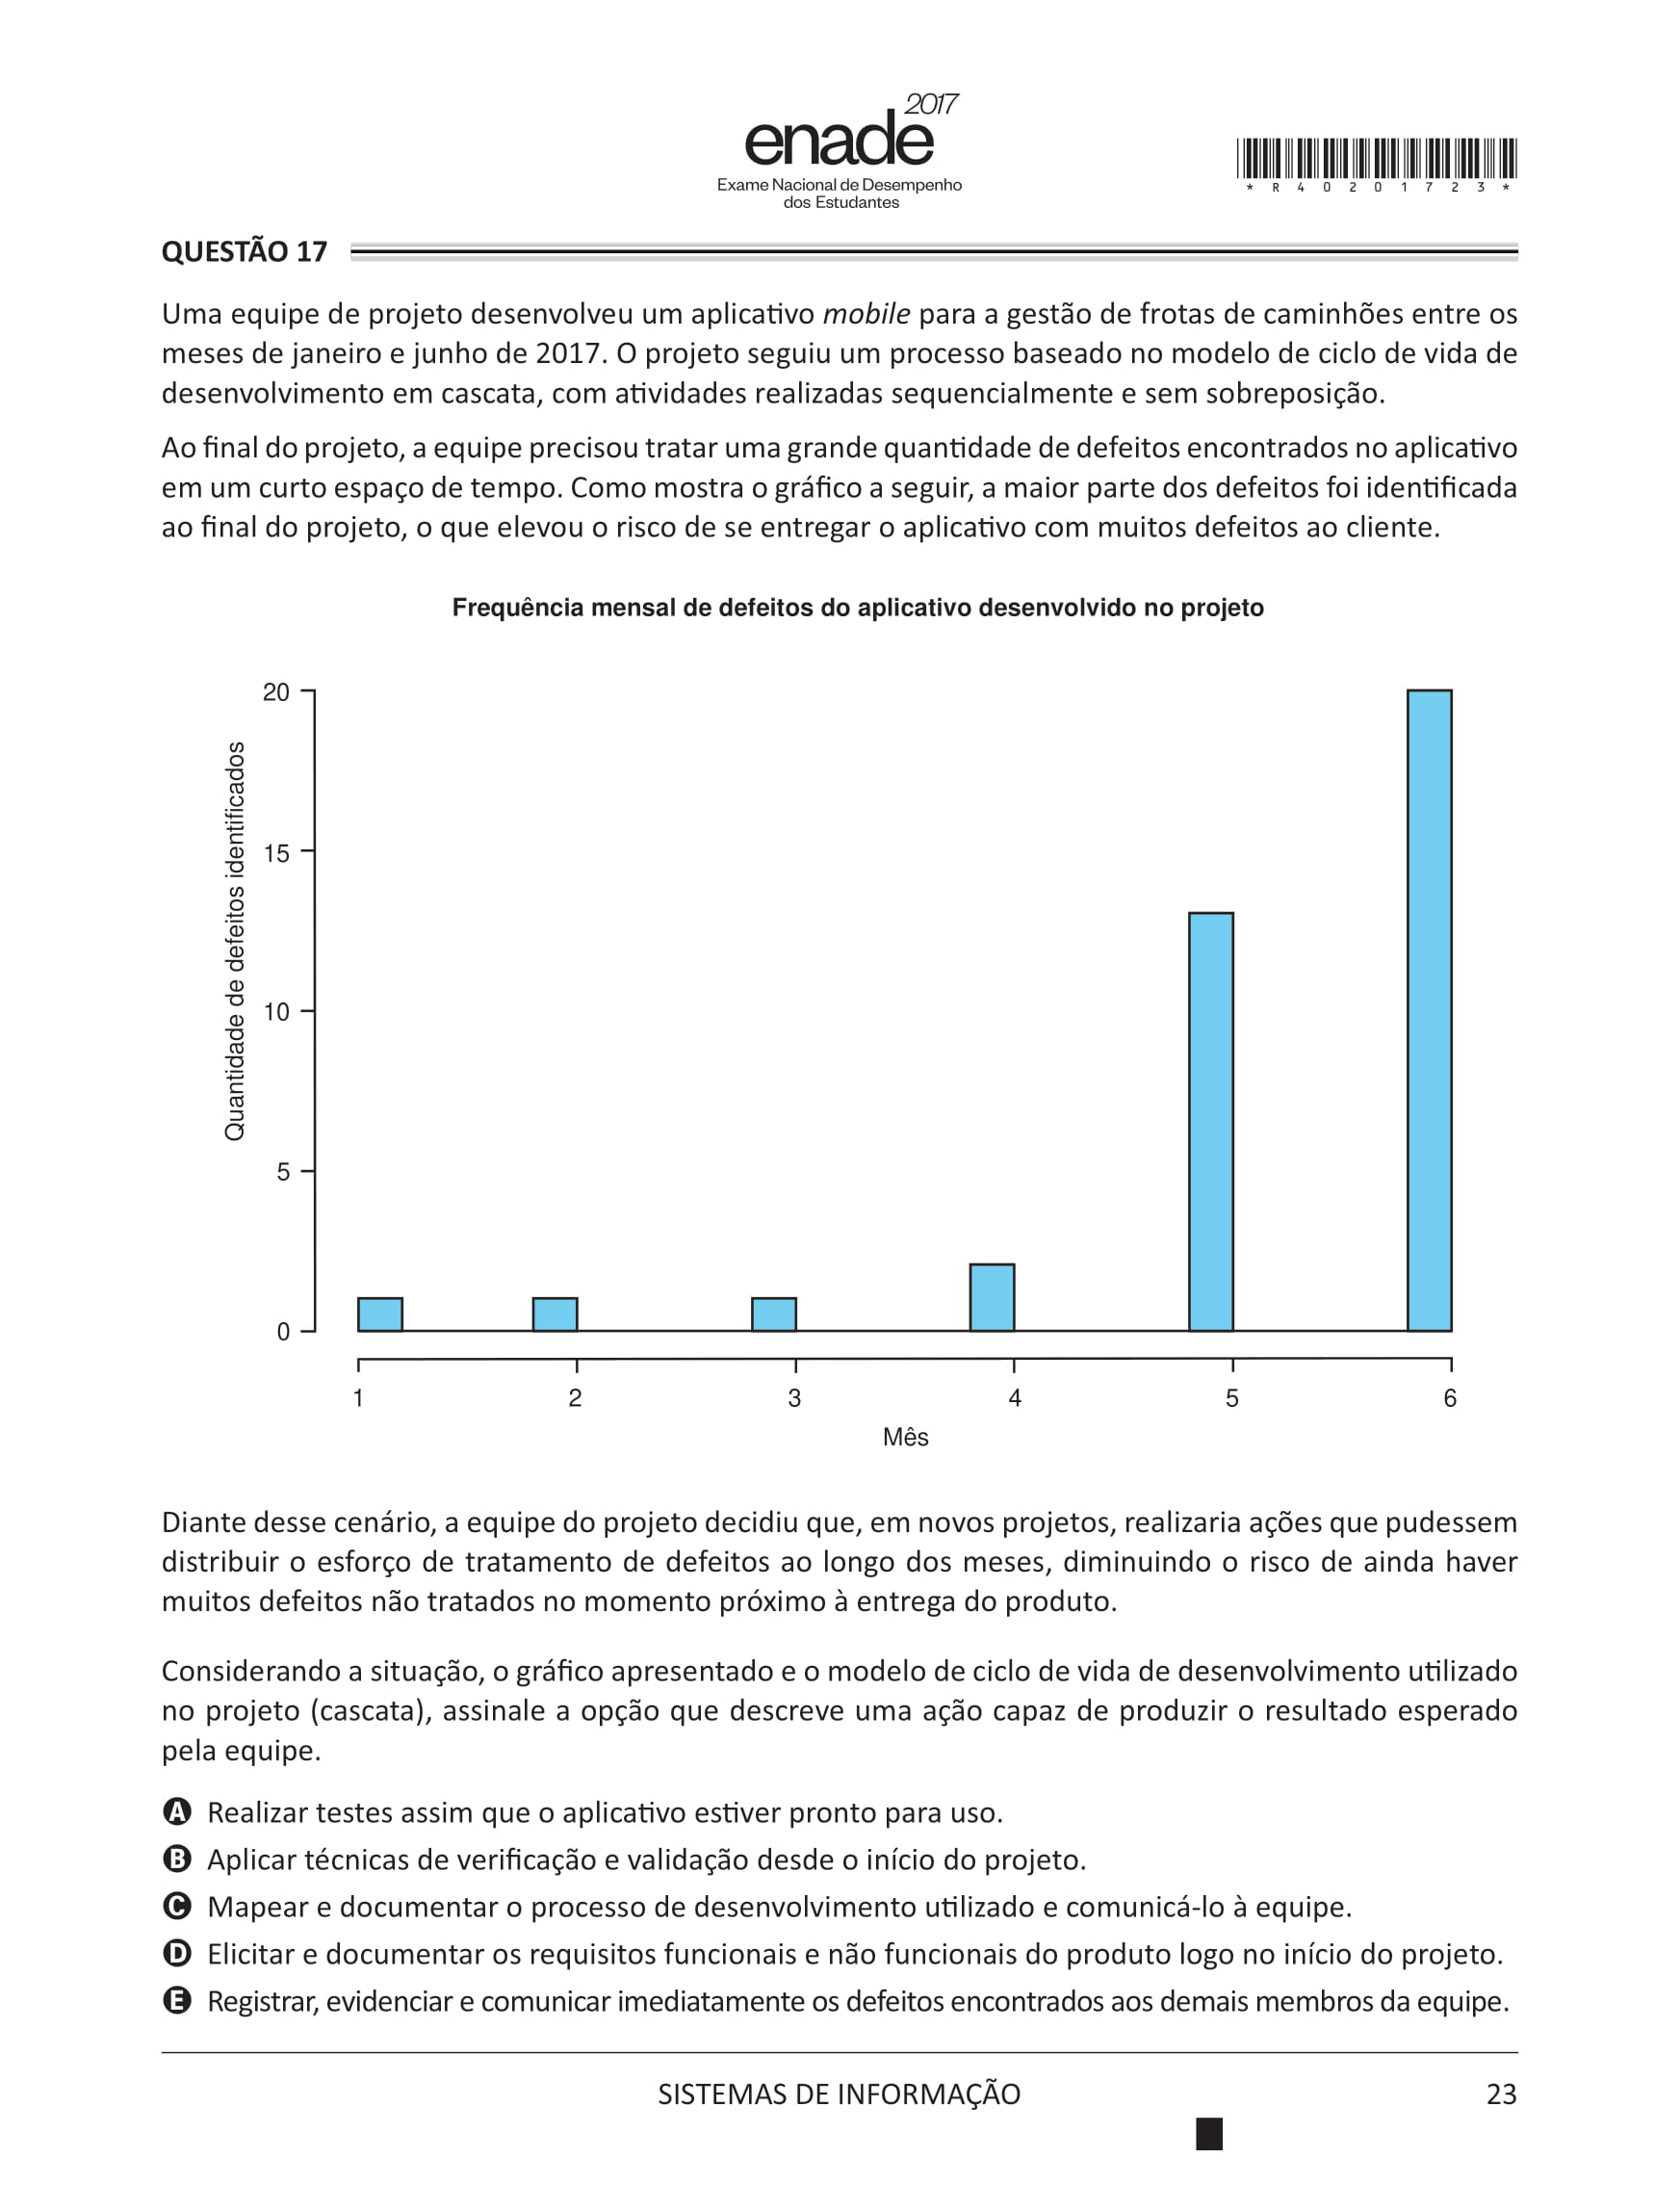 2017
enade
Exame Nacional de Desempenho
dos Estudantes
* R 4 0 2 0 1 7 2 3 *
QUESTÃO 17
Uma equipe de projeto desenvolveu um aplicativo mobile para a gestão de frotas de caminhões entre os
meses de janeiro e junho de 2017. O projeto seguiu um processo baseado no modelo de ciclo de vida de
desenvolvimento em cascata, com atividades realizadas sequencialmente e sem sobreposição.
Ao final do projeto, a equipe precisou tratar uma grande quantidade de defeitos encontrados no aplicativo
em um curto espaço de tempo. Como mostra o gráfico a seguir, a maior parte dos defeitos foi identificada
ao final do projeto, o que elevou o risco de se entregar o aplicativo com muitos defeitos ao cliente.
Frequência mensal de defeitos do aplicativo desenvolvido no projeto
Quantidade de defeitos identificados
20
15
10
5
0
1 2 3 4 5 6
Mês
Diante desse cenário, a equipe do projeto decidiu que, em novos projetos, realizaria ações que pudessem
distribuir o esforço de tratamento de defeitos ao longo dos meses, diminuindo o risco de ainda haver
muitos defeitos não tratados no momento próximo à entrega do produto.
Considerando a situação, o gráfico apresentado e o modelo de ciclo de vida de desenvolvimento utilizado
no projeto (cascata), assinale a opção que descreve uma ação capaz de produzir o resultado esperado
pela equipe.
A Realizar testes assim que o aplicativo estiver pronto para uso.
B Aplicar técnicas de verificação e validação desde o início do projeto.
C Mapear e documentar o processo de desenvolvimento utilizado e comunicá-lo à equipe.
D Elicitar e documentar os requisitos funcionais e não funcionais do produto logo no início do projeto.
E Registrar, evidenciar e comunicar imediatamente os defeitos encontrados aos demais membros da equipe.
SISTEMAS DE INFORMAÇÃO
23